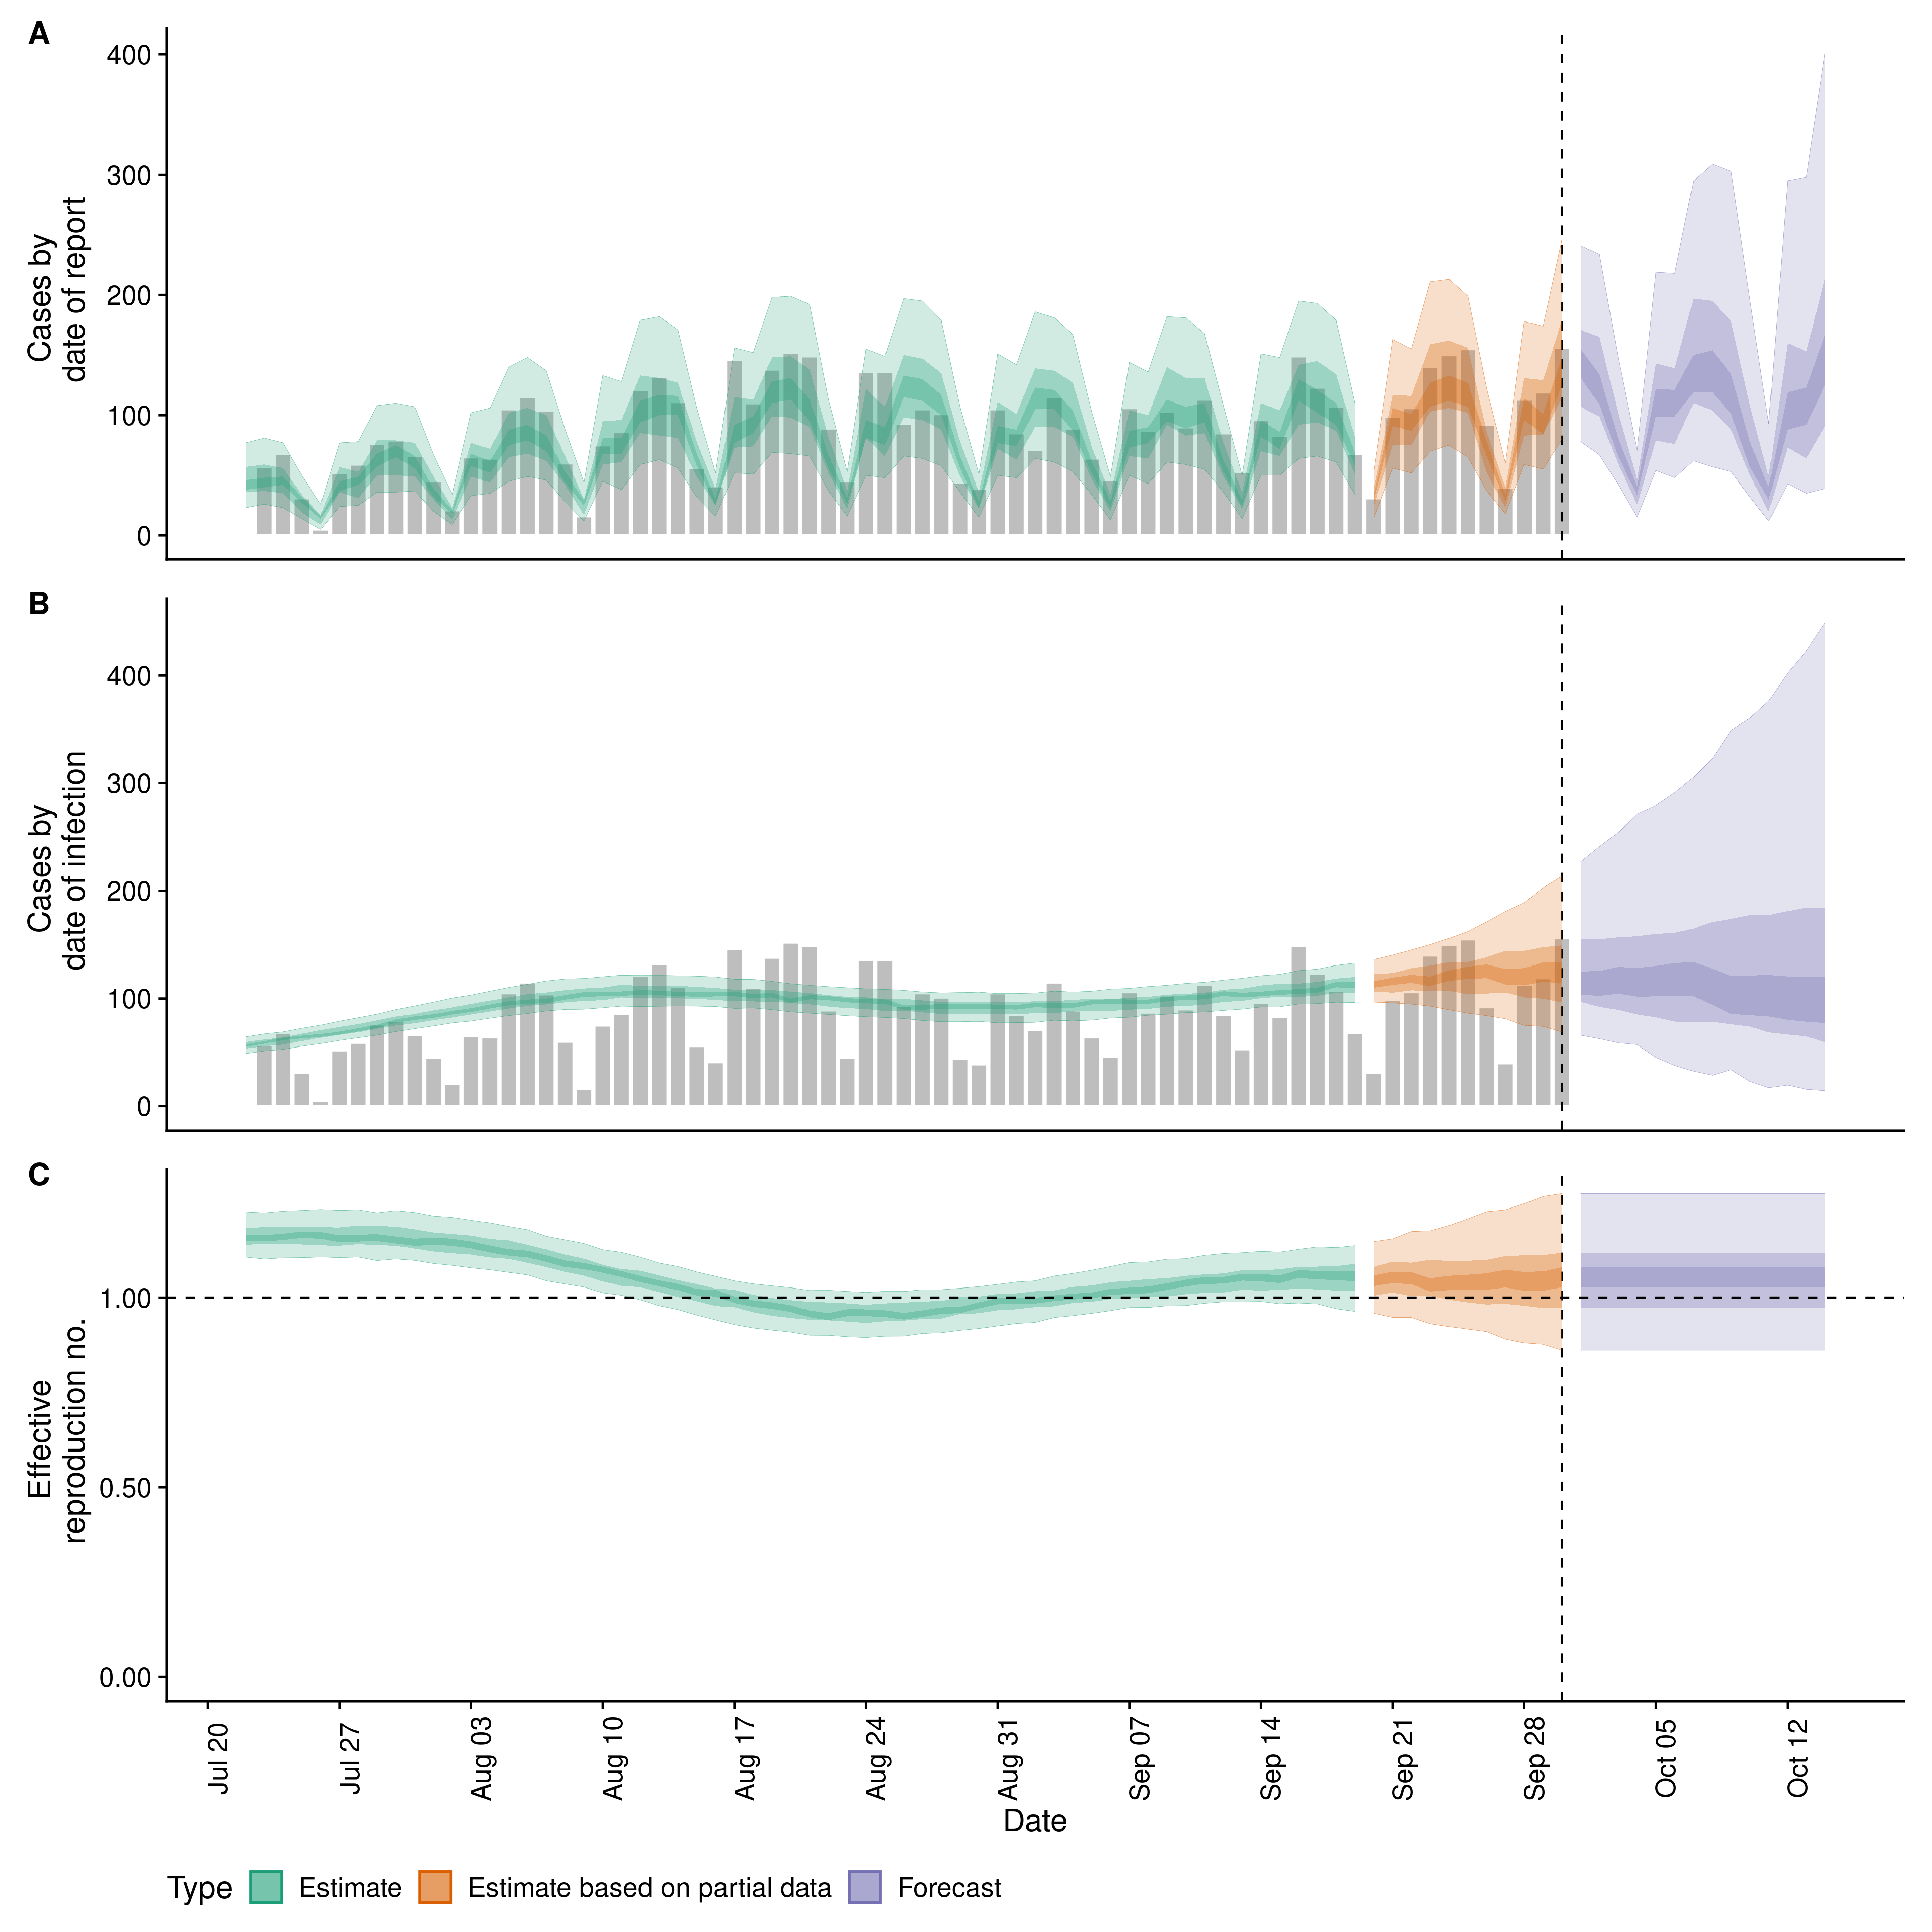 A
400
300
200
100
0
Cases by
date of report
B
400
300
200
100
0
Cases by
date of infection
C
1.00
0.50
0.00
Effective
reproduction no.
Jul 20
Jul 27
Aug 03
Aug 10
Aug 17
Aug 24
Aug 31
Sep 07
Sep 14
Sep 21
Sep 28
Oct 05
Oct 12
Date
Type Estimate Estimate based on partial data Forecast